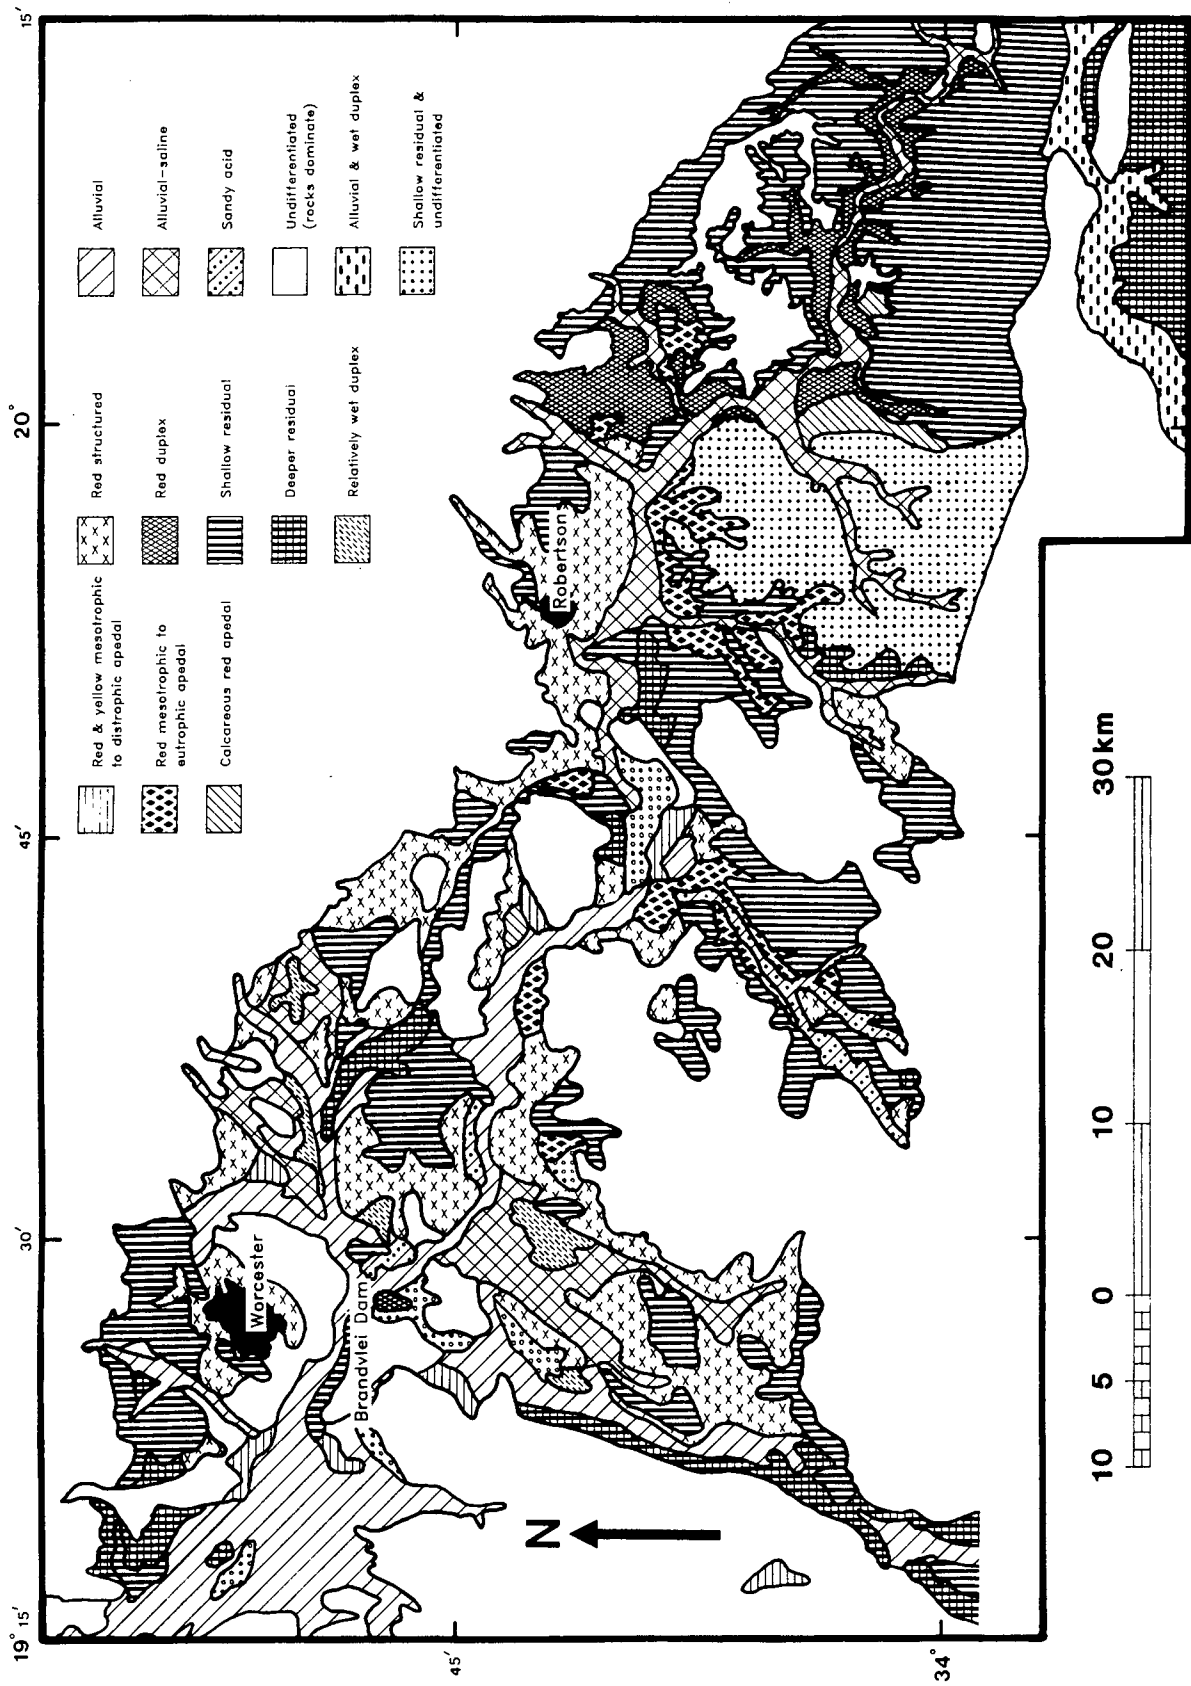 19° 15'
30'
45'
20°
15'
Red & yellow mesotrophic
to distrophic apedal
Red mesotrophic to
eutrophic apedal
Calcareous red apedal
Red structured
Red duplex
Shallow residual
Deeper residual
Relatively wet duplex
Alluvial
Alluvial-saline
Sandy acid
Undifferentiated
(rocks dominate)
Alluvial & wet duplex
Shallow residual &
undifferentiated
Worcester
Brandvlei Dam
Robertson
N
45'
34°
10 5 0 10 20 30 km